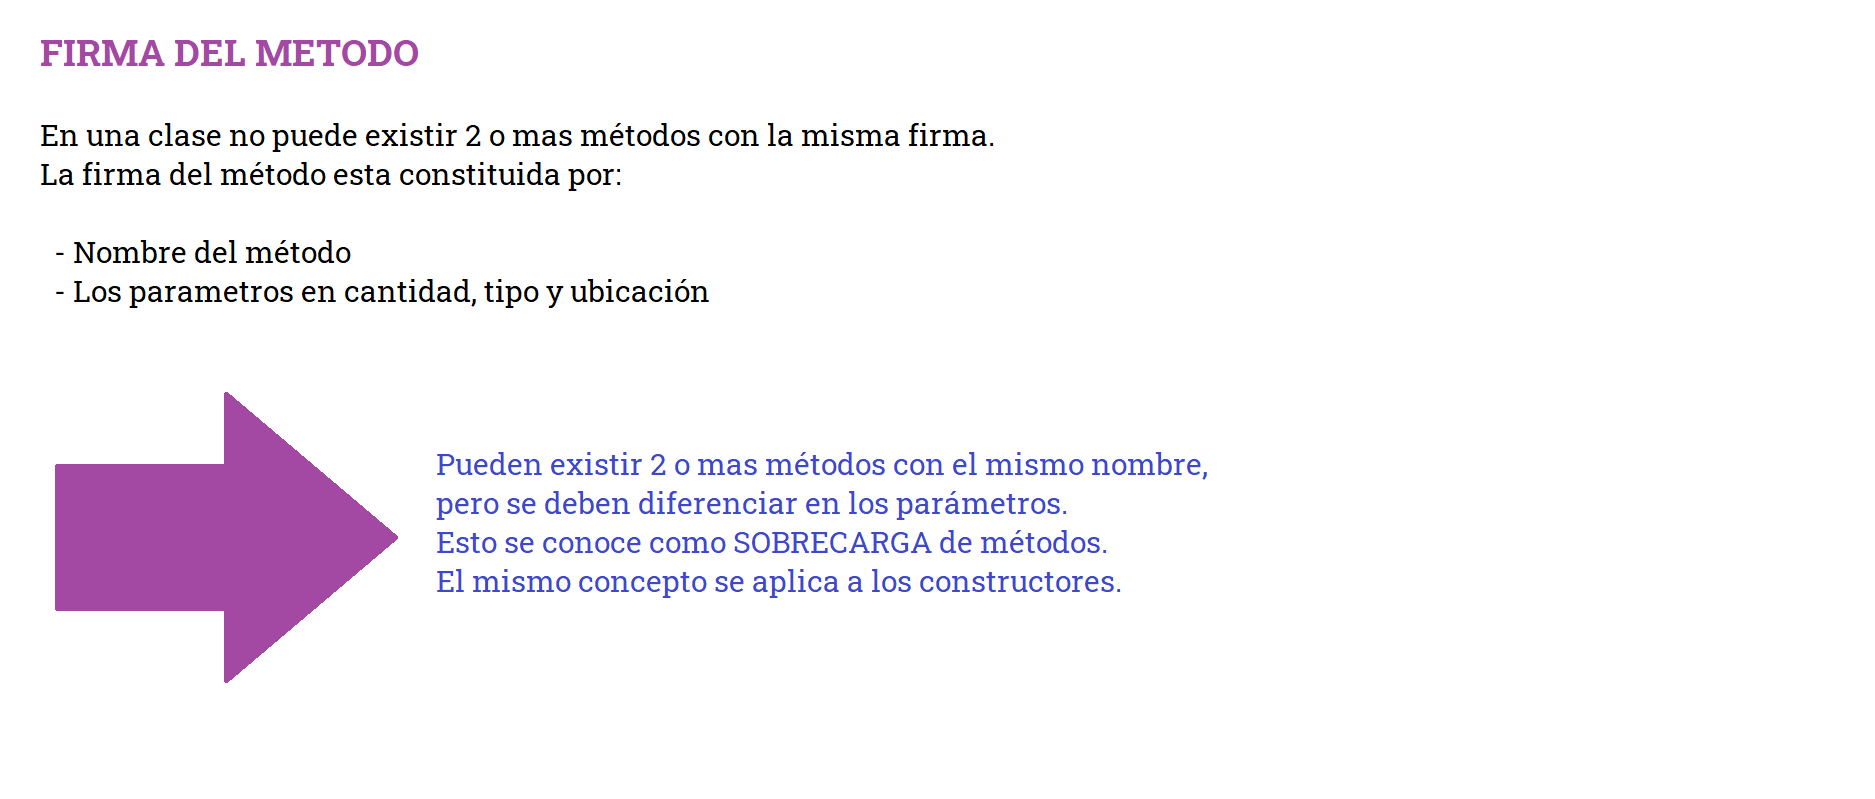 FIRMA DEL METODO
En una clase no puede existir 2 o mas métodos con la misma firma.
La firma del método esta constituida por:
- Nombre del método
- Los parametros en cantidad, tipo y ubicación
Pueden existir 2 o mas métodos con el mismo nombre,
pero se deben diferenciar en los parámetros.
Esto se conoce como SOBRECARGA de métodos.
El mismo concepto se aplica a los constructores.